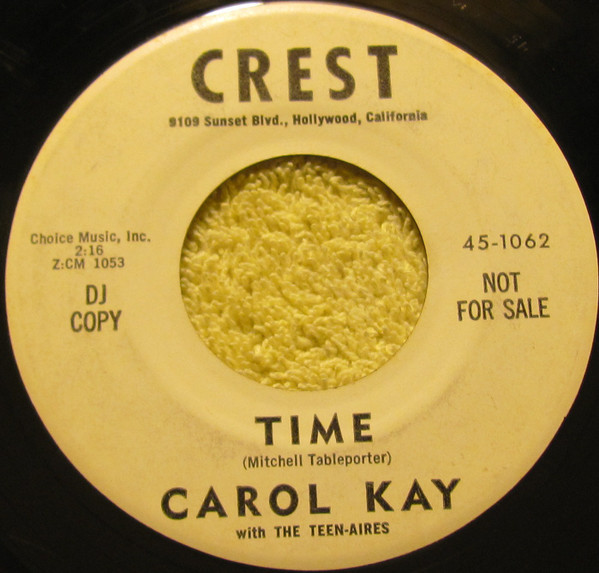 CREST
9109 Sunset Blvd., Hollywood, California
Choice Music, Inc.
2:16
Z:CM 1053
DJ
COPY
45-1062
NOT
FOR SALE
TIME
(Mitchell Tableporter)
CAROL KAY
with THE TEEN-AIRES